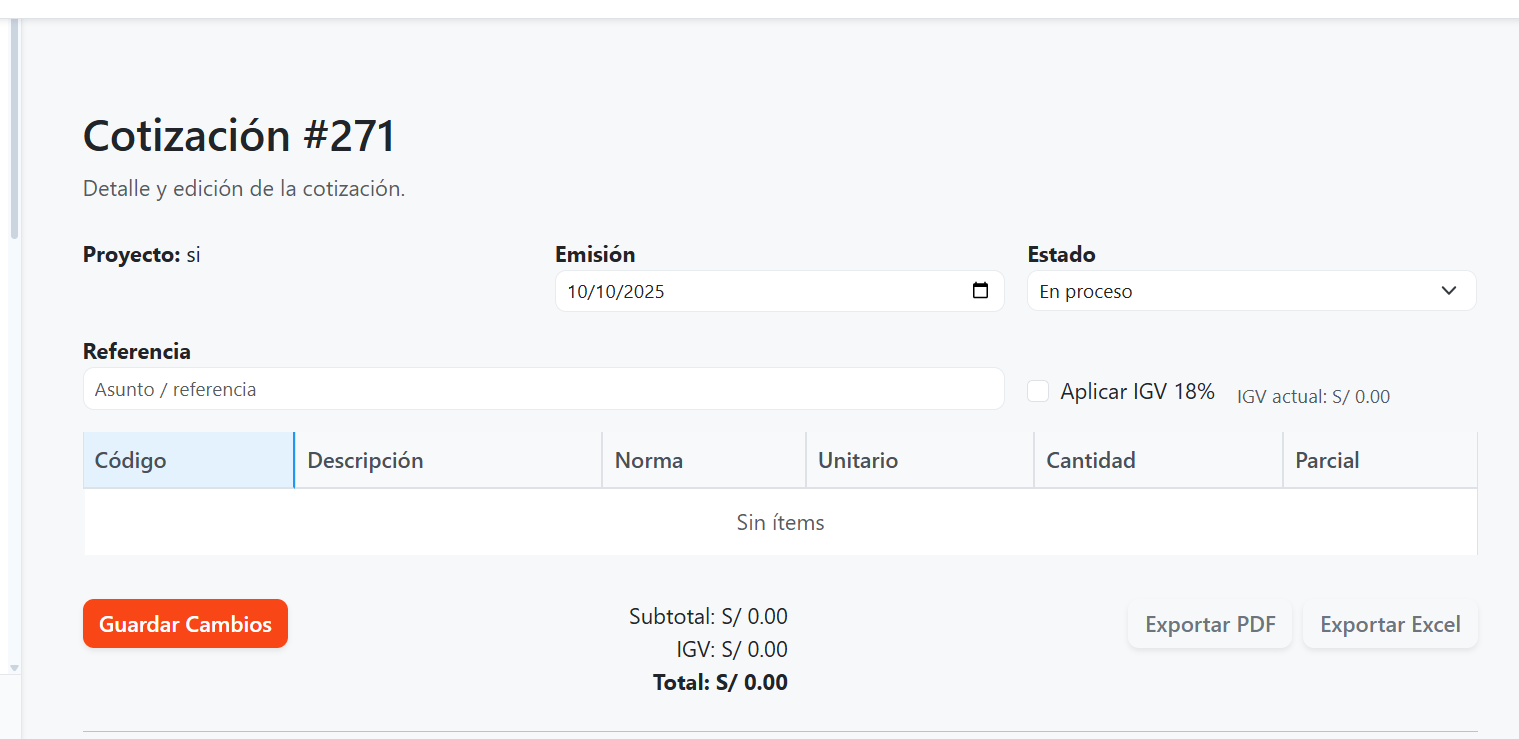 Cotización #271
Detalle y edición de la cotización.
Proyecto: si
Emisión
10/10/2025
Estado
En proceso
Referencia
Asunto / referencia
Aplicar IGV 18% IGV actual: S/ 0.00
Código Descripción Norma Unitario Cantidad Parcial
Sin ítems
Guardar Cambios
Subtotal: S/ 0.00
IGV: S/ 0.00
Total: S/ 0.00
Exportar PDF Exportar Excel